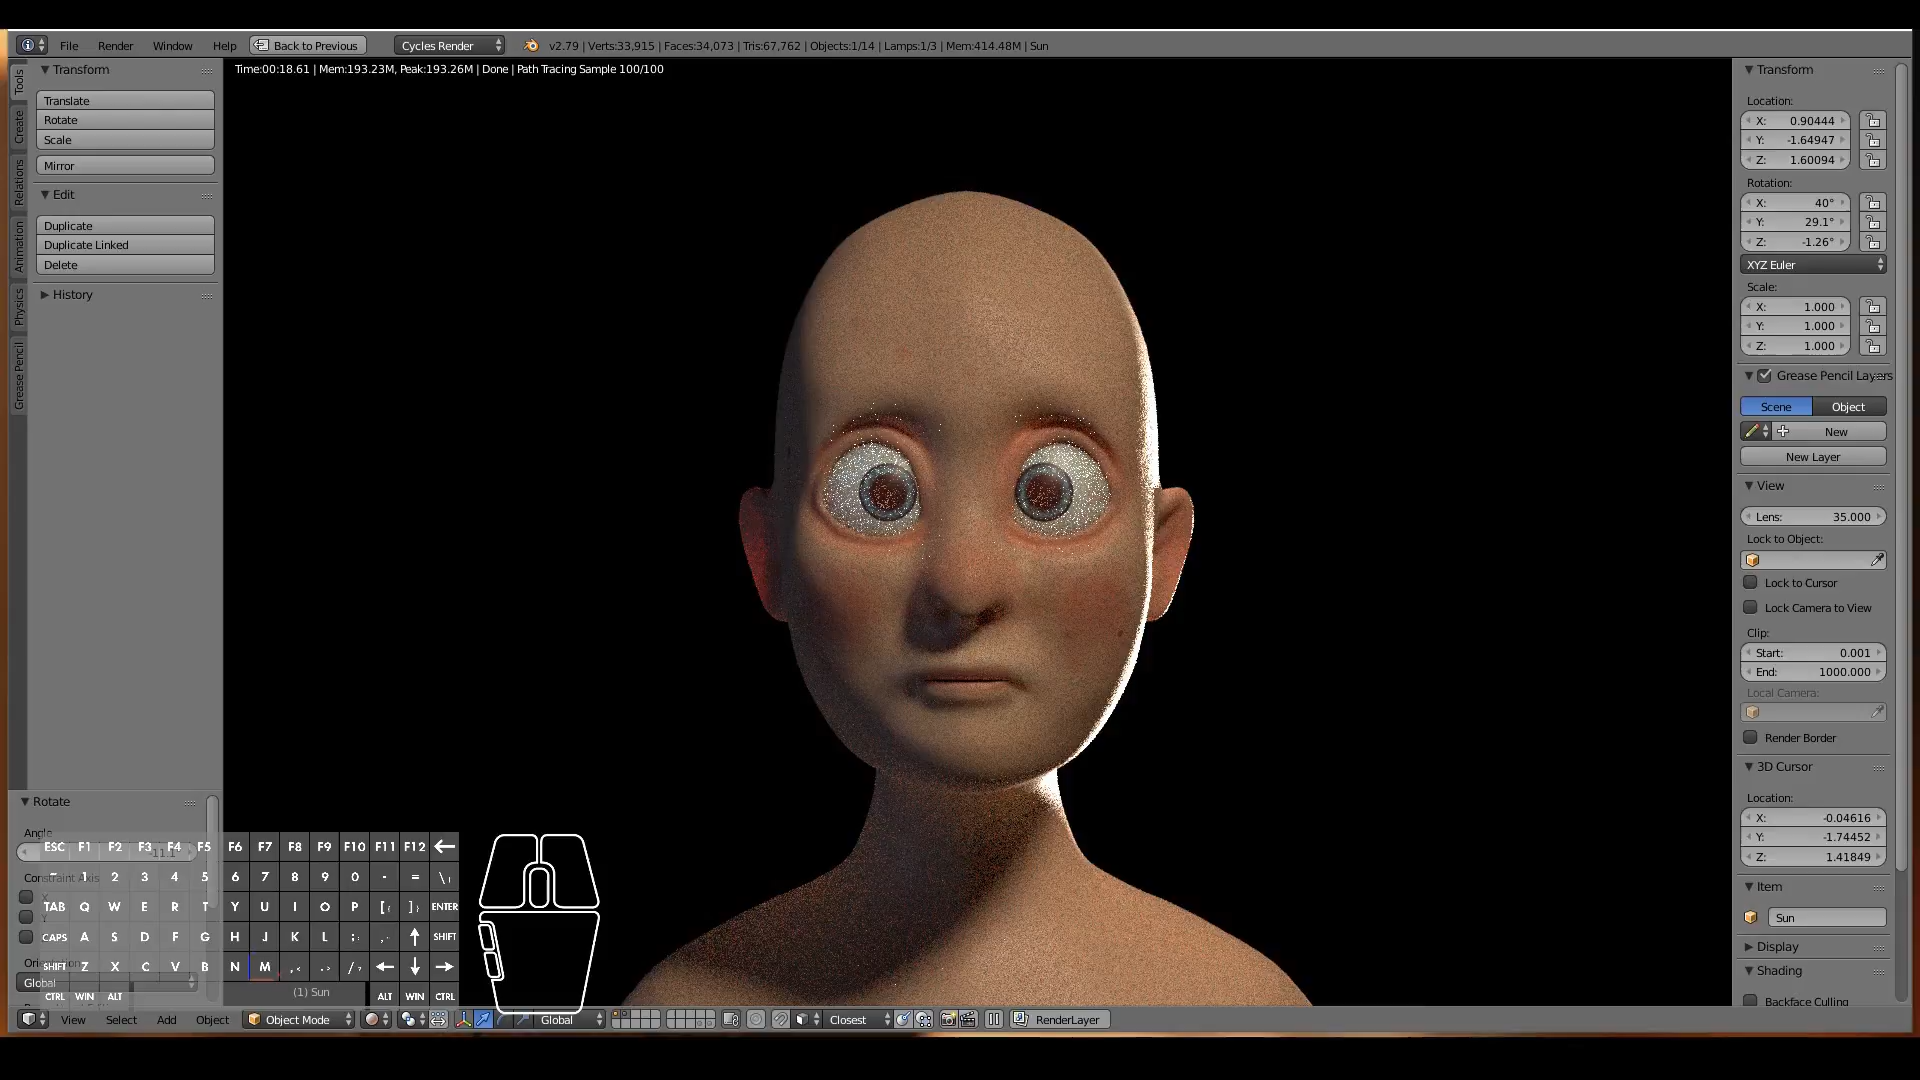 File Render Window Help Back to Previous Cycles Render v2.79 | Verts:33,915 | Faces:34,073 | Tris:67,762 | Objects:1/14 | Lamps:1/3 | Mem:414.48M | Sun
Time:00:18.61 | Mem:193.23M, Peak:193.26M | Done | Path Tracing Sample 100/100
Tools
Create
Relations
Animation
Physics
Grease Pencil
Transform
Translate
Rotate
Scale
Mirror
Edit
Duplicate
Duplicate Linked
Delete
History
Rotate
Angle
-11.1°
Constraint Axis
X
Y
Global
ESC F1 F2 F3 F4 F5 F6 F7 F8 F9 F10 F11 F12
~ 1 2 3 4 5 6 7 8 9 0 - = \|
TAB Q W E R T Y U I O P [{ ]} ENTER
CAPS A S D F G H J K L ;: SHIFT
SHIFT Z X C V B N M ,< .> /?
CTRL WIN ALT ALT WIN CTRL
(1) Sun
Transform
Location:
X: 0.90444
Y: -1.64947
Z: 1.60094
Rotation:
X: 40°
Y: 29.1°
Z: -1.26°
XYZ Euler
Scale:
X: 1.000
Y: 1.000
Z: 1.000
Grease Pencil Layers
Scene Object
New
New Layer
View
Lens: 35.000
Lock to Object:
Lock to Cursor
Lock Camera to View
Clip:
Start: 0.001
End: 1000.000
Local Camera:
Render Border
3D Cursor
Location:
X: -0.04616
Y: -1.74452
Z: 1.41849
Item
Sun
Display
Shading
Backface Culling
View Select Add Object Object Mode Global Closest RenderLayer